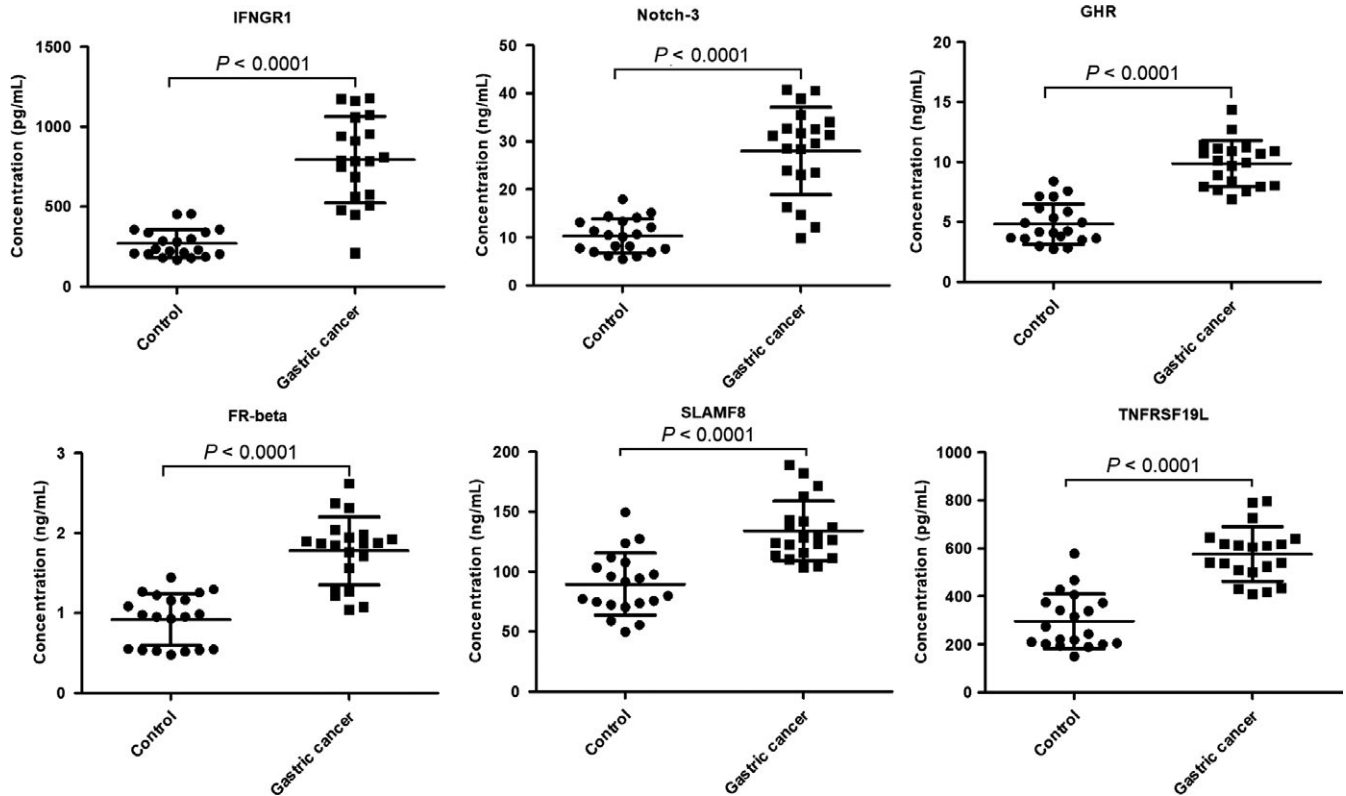 IFNGR1
Concentration (pg/mL)
1500
1000
500
0
P < 0.0001
Control
Gastric cancer
Notch-3
Concentration (ng/mL)
50
40
30
20
10
0
P < 0.0001
Control
Gastric cancer
GHR
Concentration (ng/mL)
20
15
10
5
0
P < 0.0001
Control
Gastric cancer
FR-beta
Concentration (ng/mL)
3
2
1
0
P < 0.0001
Control
Gastric cancer
SLAMF8
Concentration (ng/mL)
200
150
100
50
0
P < 0.0001
Control
Gastric cancer
TNFRSF19L
Concentration (pg/mL)
1000
800
600
400
200
0
P < 0.0001
Control
Gastric cancer